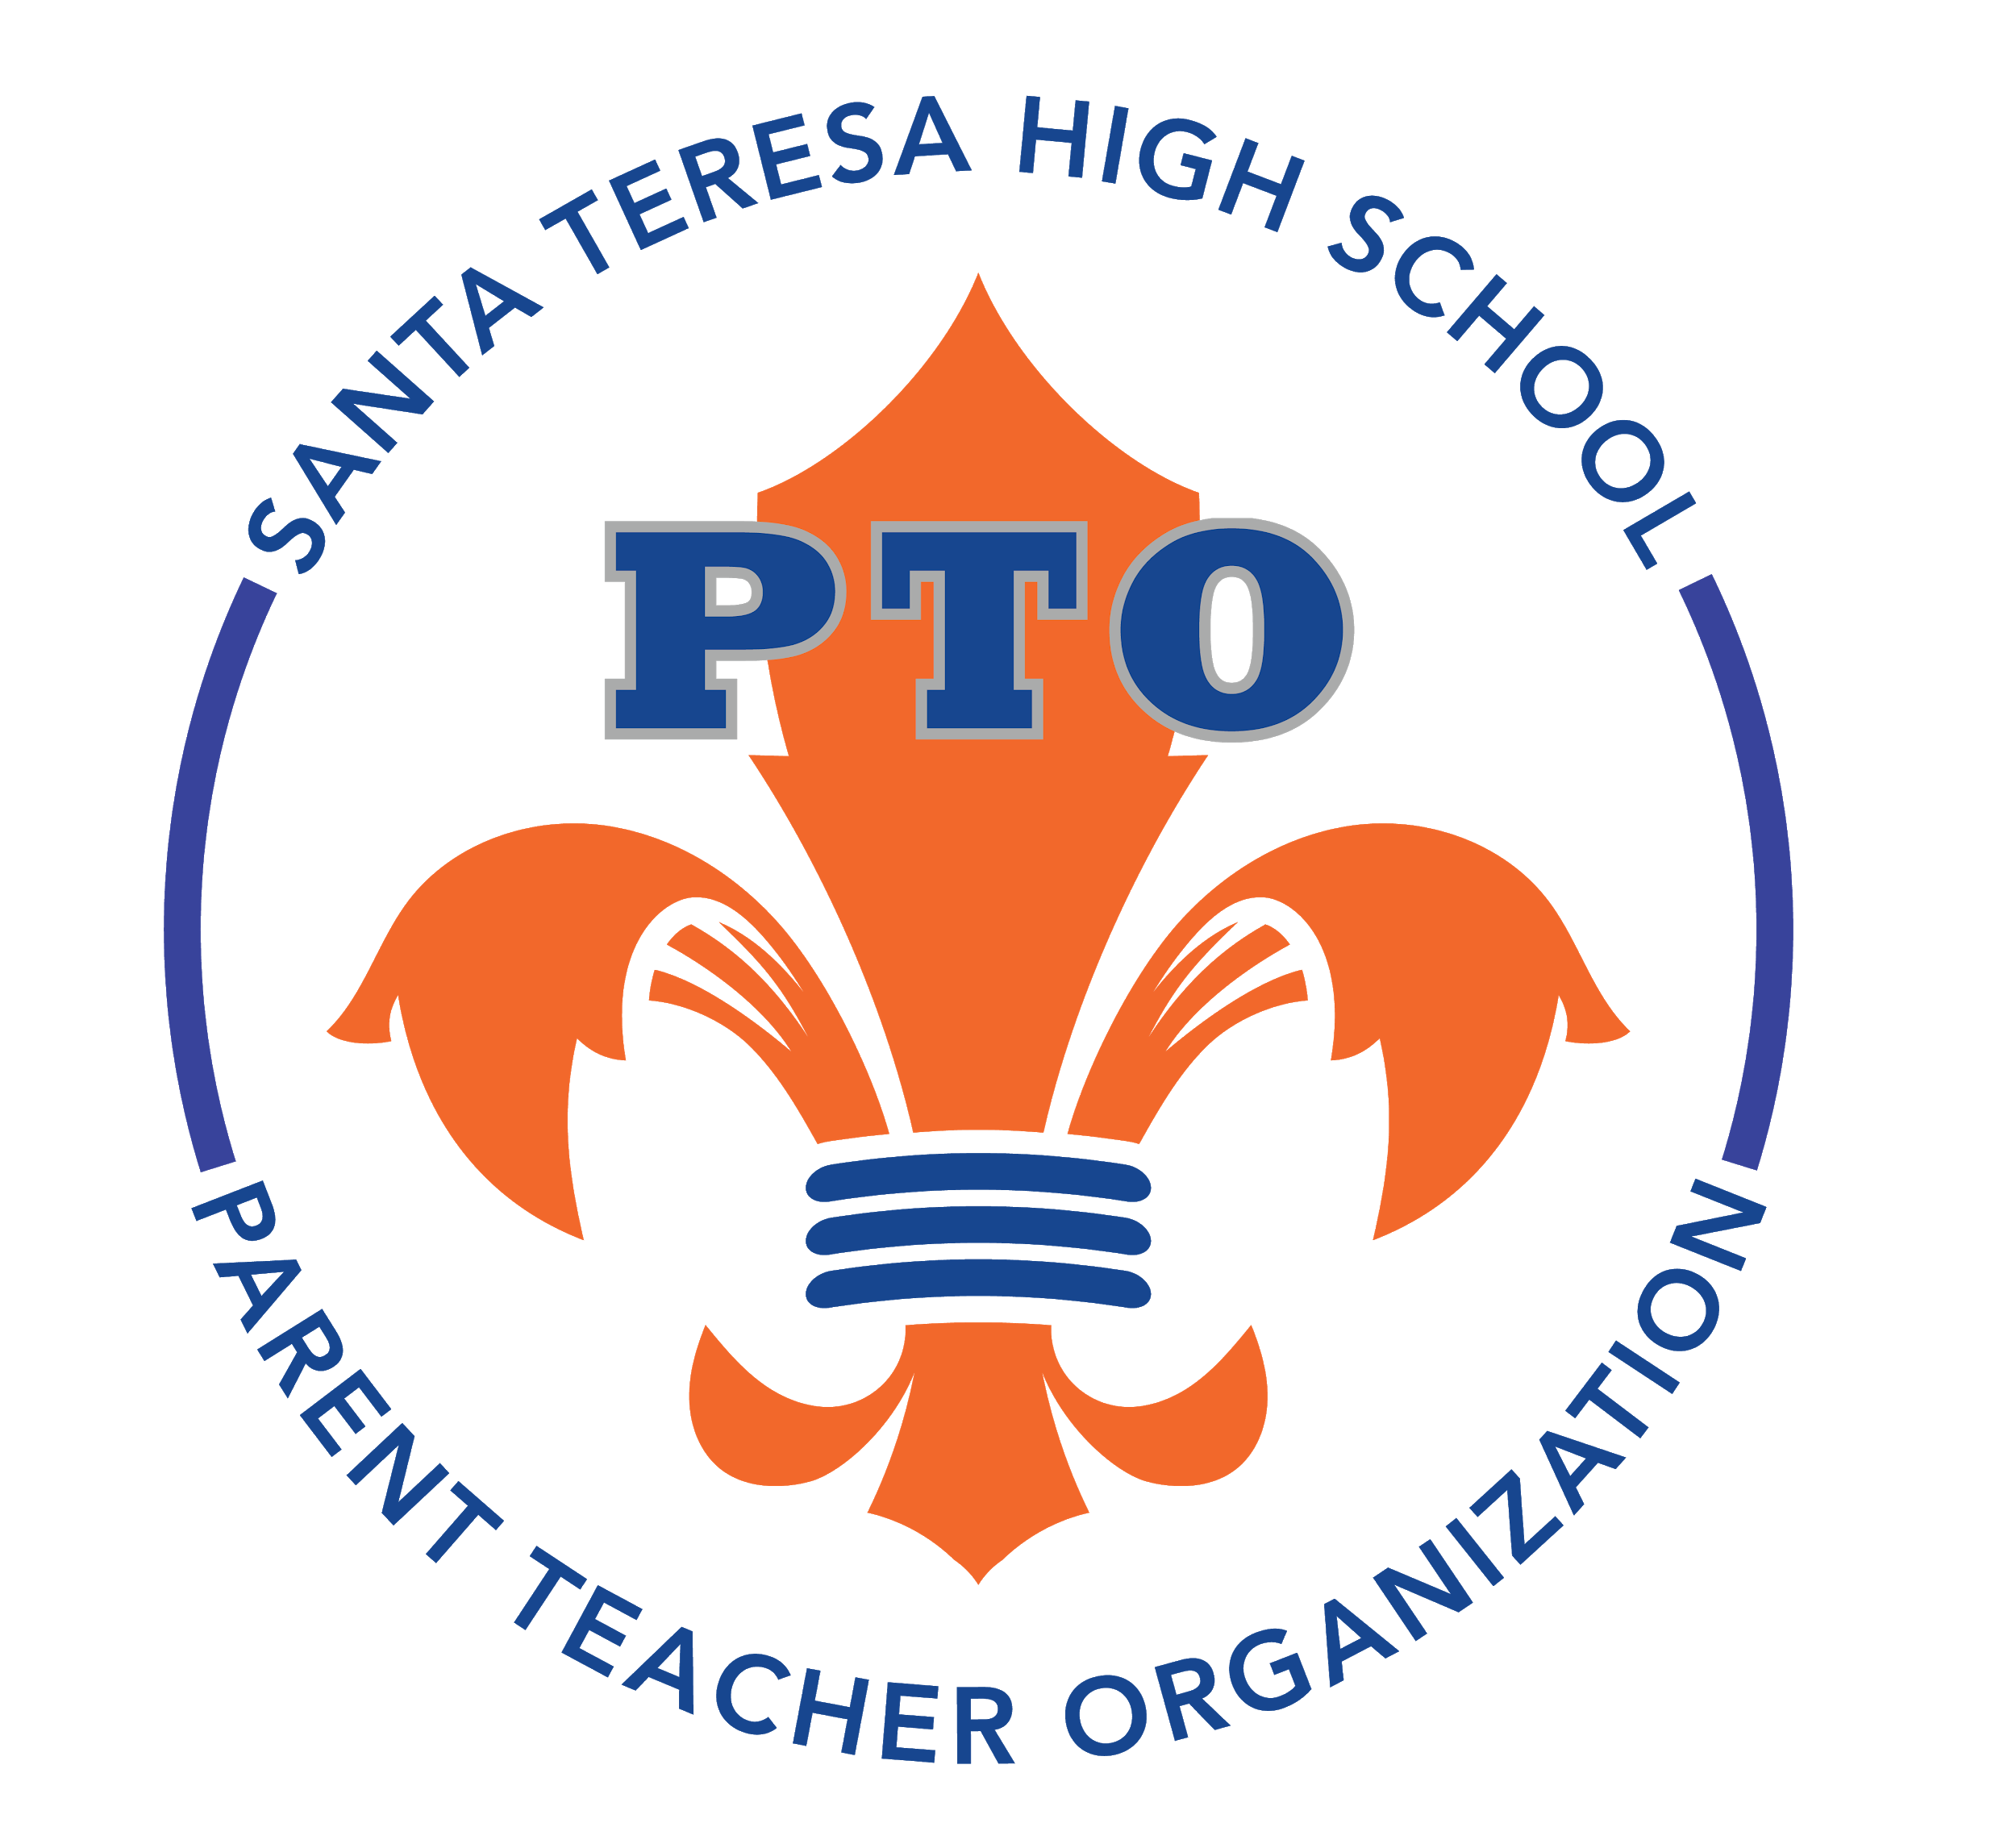 SANTA TERESA HIGH SCHOOL
PTO
PARENT TEACHER ORGANIZATION